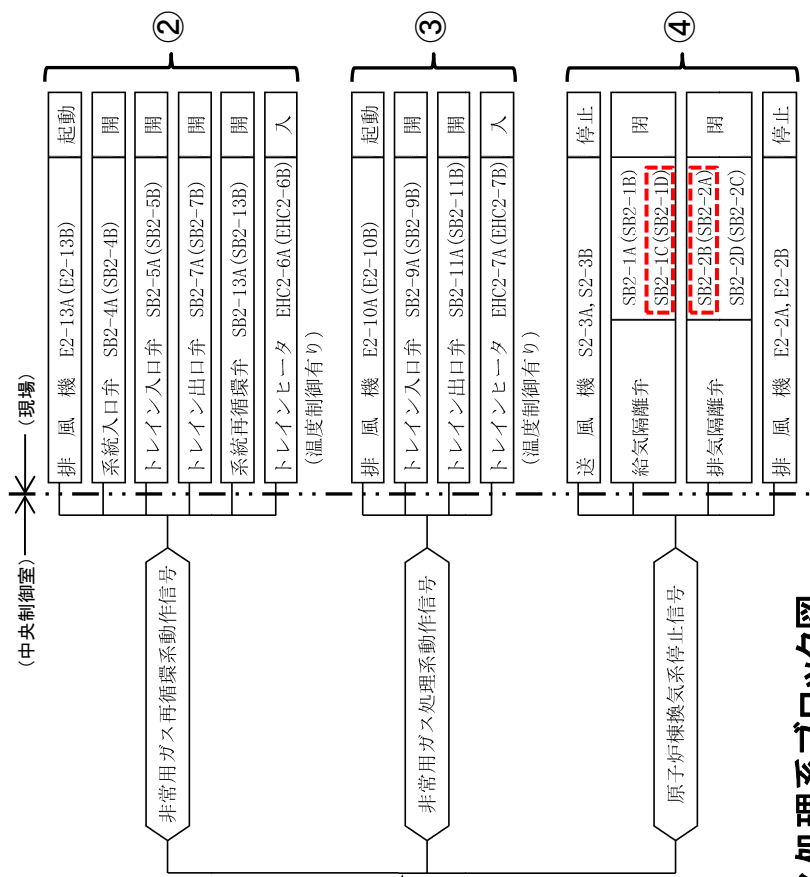 (中央制御室)
(現場)
非常用ガス再循環系動作信号
排 風 機 E2-13A(E2-13B) 起動
系統入口弁 SB2-4A(SB2-4B) 開
トレイン入口弁 SB2-5A(SB2-5B) 開
トレイン出口弁 SB2-7A(SB2-7B) 開
系統再循環弁 SB2-13A(SB2-13B) 開
トレインヒータ EHC2-6A(EHC2-6B) 入
(温度制御有り)
②
非常用ガス処理系動作信号
排 風 機 E2-10A(E2-10B) 起動
トレイン入口弁 SB2-9A(SB2-9B) 開
トレイン出口弁 SB2-11A(SB2-11B) 開
トレインヒータ EHC2-7A(EHC2-7B) 入
(温度制御有り)
③
原子炉棟換気系停止信号
送 風 機 S2-3A,S2-3B 停止
給気隔離弁 SB2-1A(SB2-1B) 閉
SB2-1C(SB2-1D)
排気隔離弁 SB2-2B(SB2-2A) 閉
SB2-2D(SB2-2C)
排 風 機 E2-2A,E2-2B 停止
④
処理系ブロック図